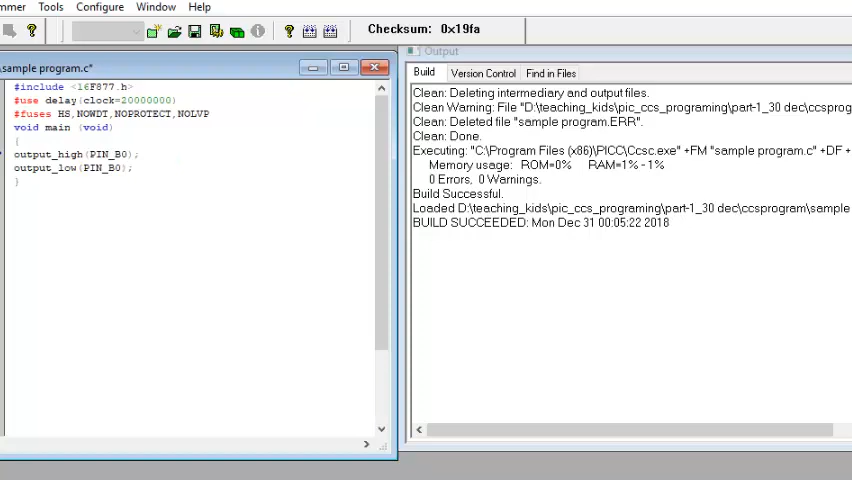 mmer Tools Configure Window Help
Checksum: 0x19fa
sample program.c*
#include <16F877.h>
#use delay(clock=20000000)
#fuses HS,NOWDT,NOPROTECT,NOLVP
void main (void)
{
output_high(PIN_B0);
output_low(PIN_B0);
}
Output
Build Version Control Find in Files
Clean: Deleting intermediary and output files.
Clean Warning: File "D:\teaching_kids\pic_ccs_programing\part-1_30 dec\ccsprog
Clean: Deleted file "sample program.ERR".
Clean: Done.
Executing: "C:\Program Files (x86)\PICC\Ccsc.exe" +FM "sample program.c" +DF +
Memory usage: ROM=0% RAM=1% - 1%
0 Errors, 0 Warnings.
Build Successful.
Loaded D:\teaching_kids\pic_ccs_programing\part-1_30 dec\ccsprogram\sample
BUILD SUCCEEDED: Mon Dec 31 00:05:22 2018